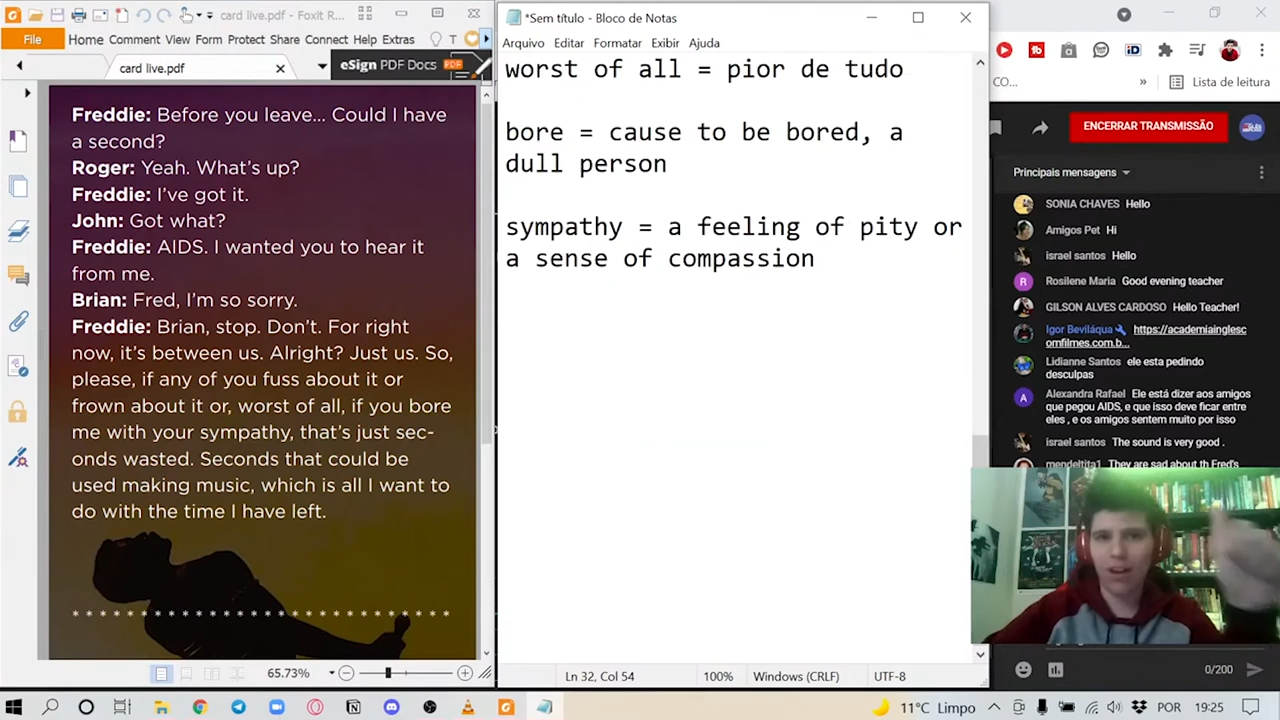 card live.pdf - Foxit R...
File Home Comment View Form Protect Share Connect Help Extras T
card live.pdf
eSign PDF Docs
Freddie: Before you leave... Could I have
a second?
Roger: Yeah. What's up?
Freddie: I've got it.
John: Got what?
Freddie: AIDS. I wanted you to hear it
from me.
Brian: Fred, I'm so sorry.
Freddie: Brian, stop. Don't. For right
now, it's between us. Alright? Just us. So,
please, if any of you fuss about it or
frown about it or, worst of all, if you bore
me with your sympathy, that's just sec-
onds wasted. Seconds that could be
used making music, which is all I want to
do with the time I have left.
* * * * * * * * * * * * * * * * * * * * * * * * * * *
65.73%
*Sem título - Bloco de Notas
Arquivo Editar Formatar Exibir Ajuda
worst of all = pior de tudo
bore = cause to be bored, a
dull person
sympathy = a feeling of pity or
a sense of compassion
Ln 32, Col 54 100% Windows (CRLF) UTF-8
CO... » Lista de leitura
ENCERRAR TRANSMISSÃO
Principais mensagens
SONIA CHAVES Hello
Amigos Pet Hi
israel santos Hello
Rosilene Maria Good evening teacher
GILSON ALVES CARDOSO Hello Teacher!
Igor Beviláqua https://academiainglesc
omfilmes.com.b...
Lidianne Santos ele esta pedindo
desculpas
Alexandra Rafael Ele está dizer aos amigos
que pegou AIDS, e que isso deve ficar entre
eles , e os amigos sentem muito por isso
israel santos The sound is very good .
mendeltita1 They are sad about th Fred's
0/200
11°C Limpo POR 19:25